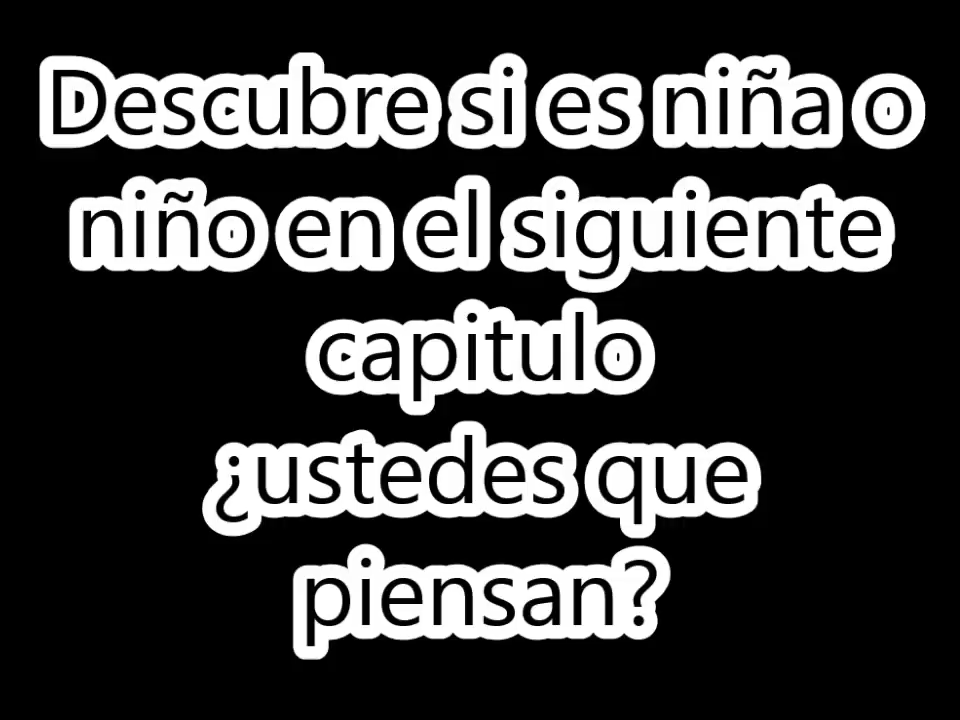 Descubre si es niña o
niño en el siguiente
capitulo
¿ustedes que
piensan?